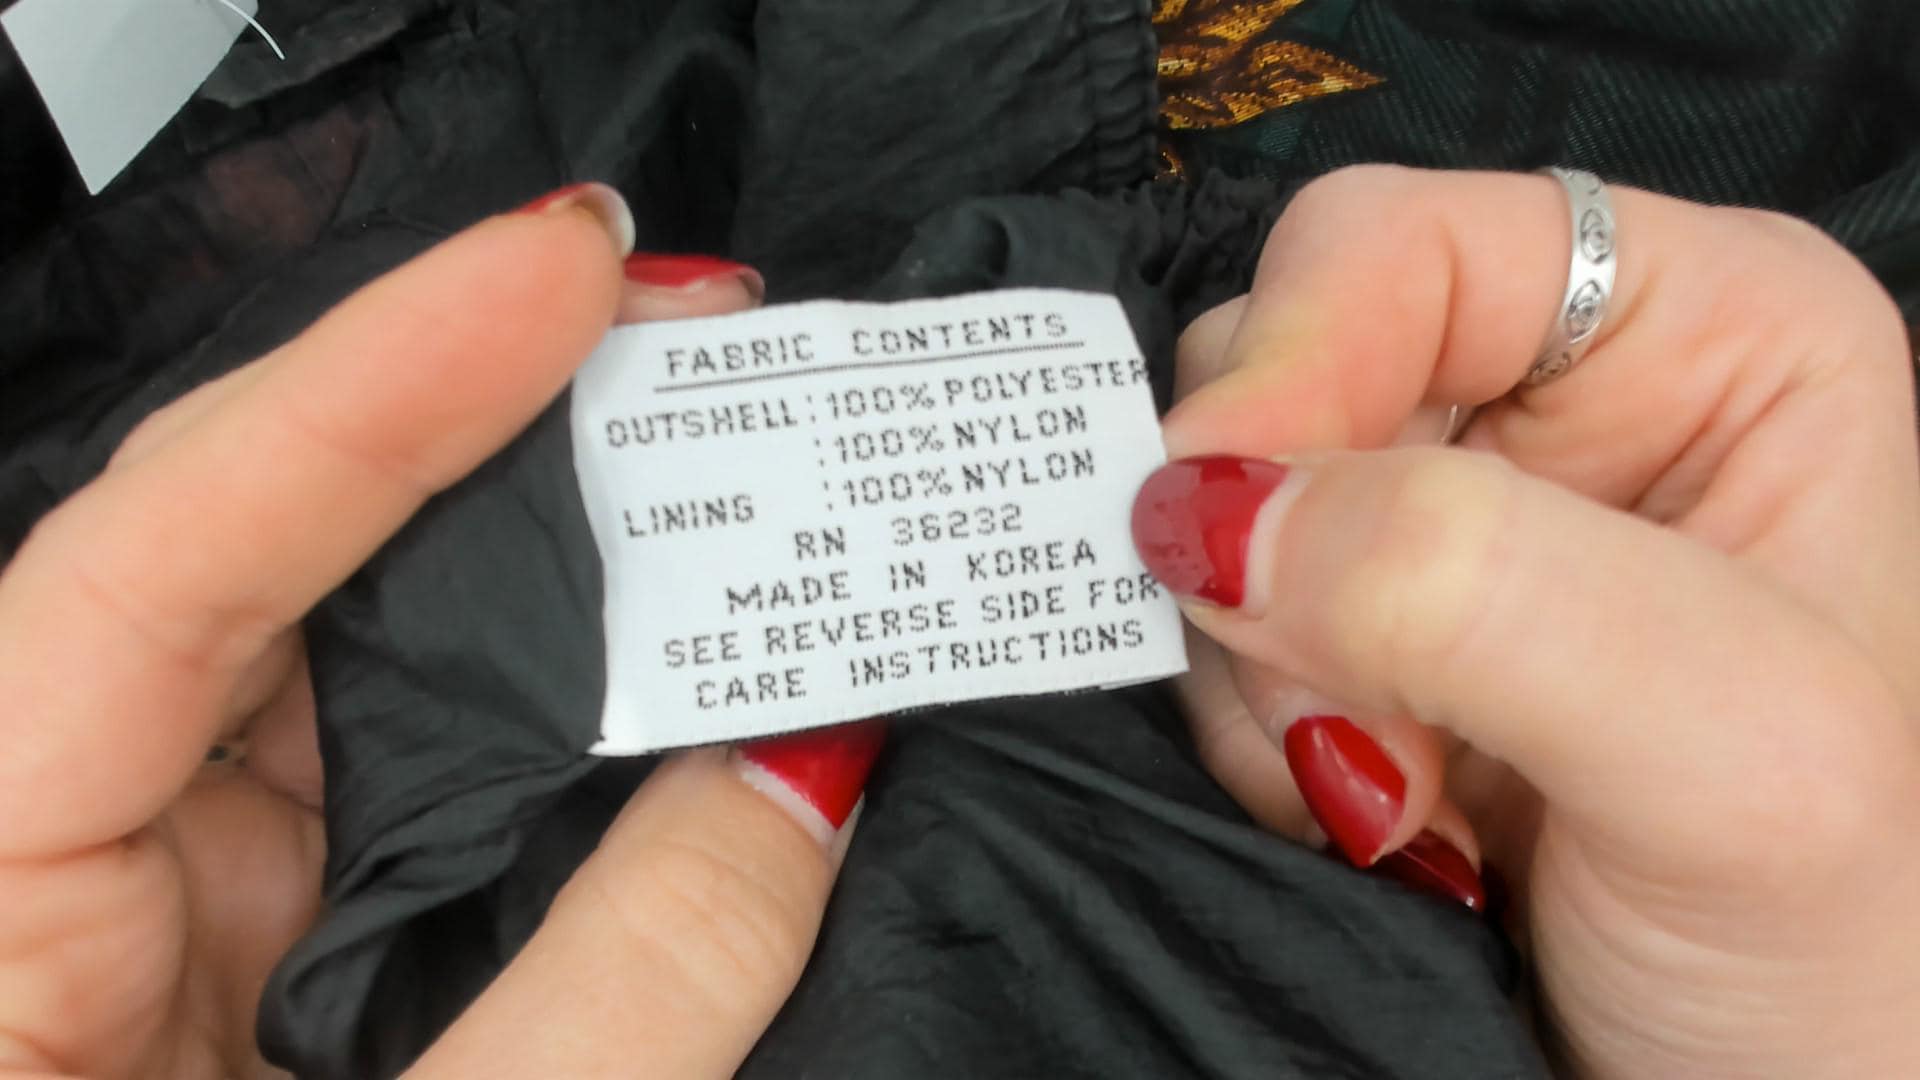 FABRIC CONTENTS
OUTSHELL:100%POLYESTER
:100%NYLON
LINING :100%NYLON
RN 36232
MADE IN KOREA
SEE REVERSE SIDE FOR
CARE INSTRUCTIONS